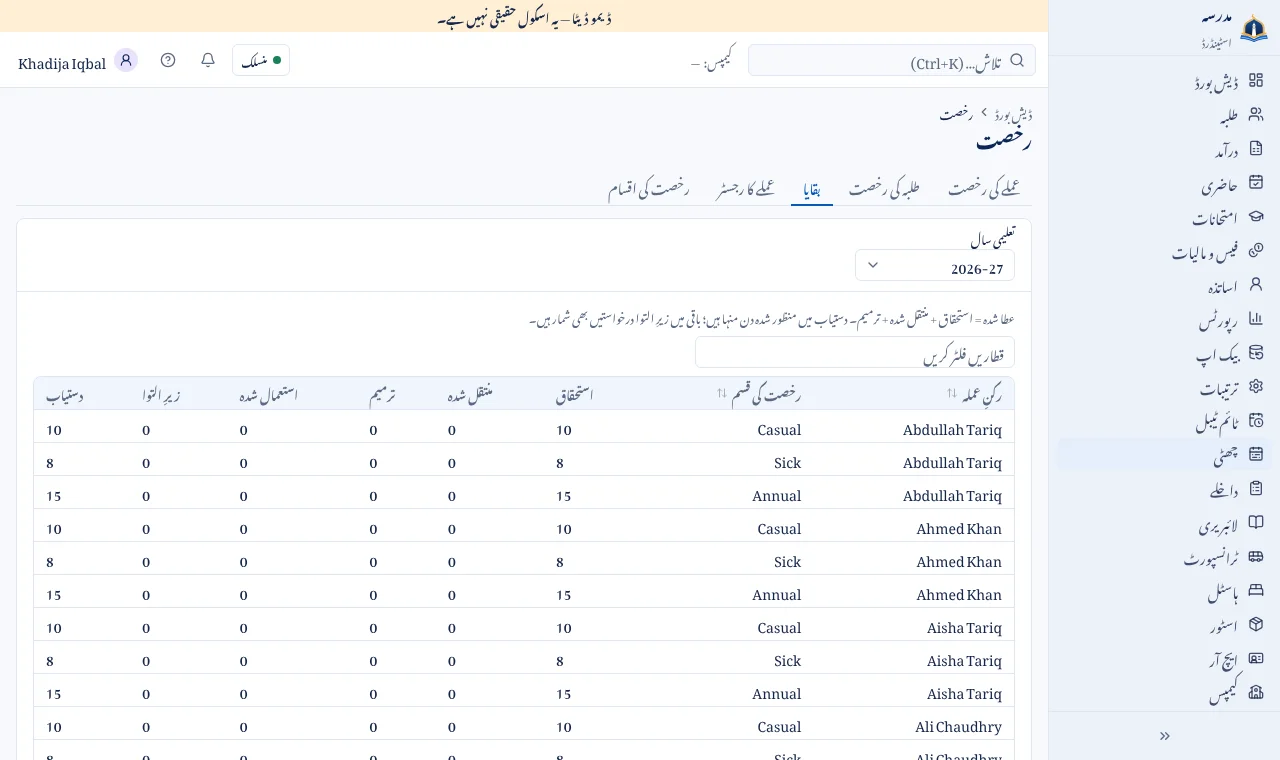 ڈیمو ڈیٹا — یہ اسکول حقیقی نہیں ہے۔
مدرسہ
اسٹینڈرڈ
ڈیش بورڈ
طلبہ
درآمد
حاضری
امتحانات
فیس و مالیات
اساتذہ
رپورٹس
بیک اپ
ترتیبات
ٹائم ٹیبل
چھٹی
داخلے
لائبریری
ٹرانسپورٹ
ہاسٹل
اسٹور
ایچ آر
کیمپس
تلاش... (Ctrl+K)
کیمپس: —
منسلک
Khadija Iqbal
ڈیش بورڈ › رخصت
رخصت
عملے کی رخصت طلبہ کی رخصت بقایا عملے کا رجسٹر رخصت کی اقسام
تعلیمی سال
2026-27
عطا شدہ = استحقاق + منتقل شدہ + ترمیم۔ دستیاب میں منظور شدہ دن منہا ہیں؛ باقی میں زیرِ التوا درخواستیں بھی شمار ہیں۔
قطاریں فلٹر کریں
رکنِ عملہ رخصت کی قسم استحقاق منتقل شدہ ترمیم استعمال شدہ زیرِ التوا دستیاب
Abdullah Tariq Casual 10 0 0 0 0 10
Abdullah Tariq Sick 8 0 0 0 0 8
Abdullah Tariq Annual 15 0 0 0 0 15
Ahmed Khan Casual 10 0 0 0 0 10
Ahmed Khan Sick 8 0 0 0 0 8
Ahmed Khan Annual 15 0 0 0 0 15
Aisha Tariq Casual 10 0 0 0 0 10
Aisha Tariq Sick 8 0 0 0 0 8
Aisha Tariq Annual 15 0 0 0 0 15
Ali Chaudhry Casual 10 0 0 0 0 10
Ali Chaudhry Sick 8 0 0 0 0 8